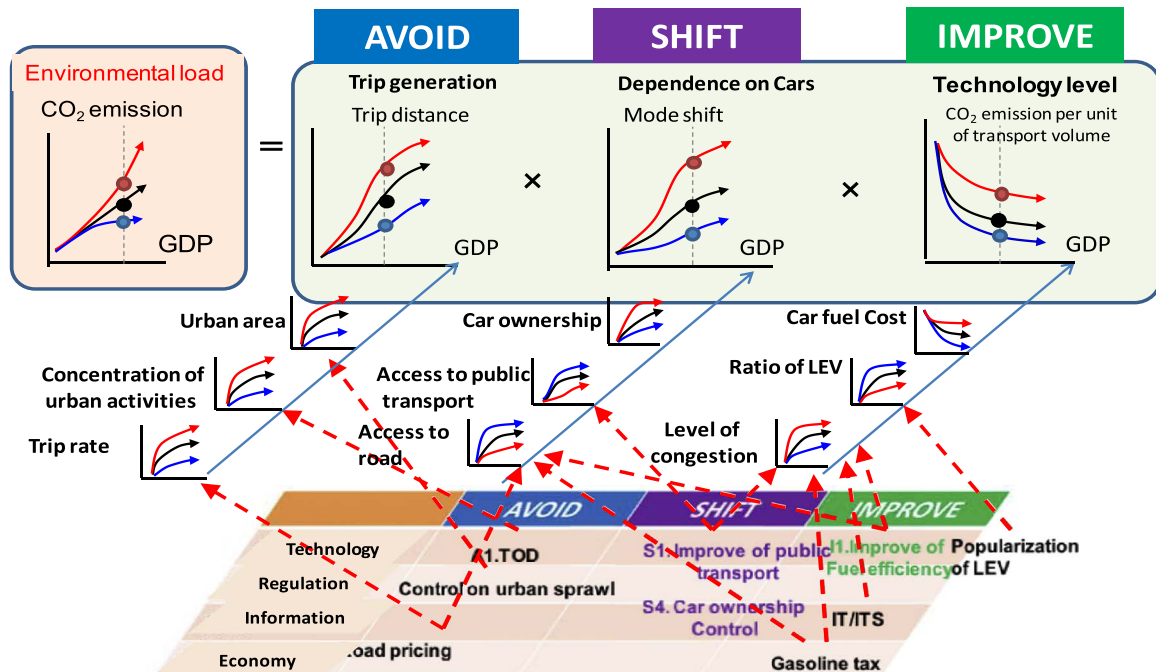 AVOID
SHIFT
IMPROVE
Environmental load
CO₂ emission
GDP
=
Trip generation
Trip distance
GDP
×
Dependence on Cars
Mode shift
GDP
×
Technology level
CO₂ emission per unit
of transport volume
GDP
Urban area
Car ownership
Car fuel Cost
Concentration of
urban activities
Access to public
transport
Ratio of LEV
Trip rate
Access to
road
Level of
congestion
AVOID
SHIFT
IMPROVE
Technology
A1.TOD
S1. Improve of public
transport
I1.Improve of
Fuel efficiency
Popularization
of LEV
Regulation
Control on urban sprawl
Information
S4. Car ownership
Control
IT/ITS
Economy
pricing
Gasoline tax